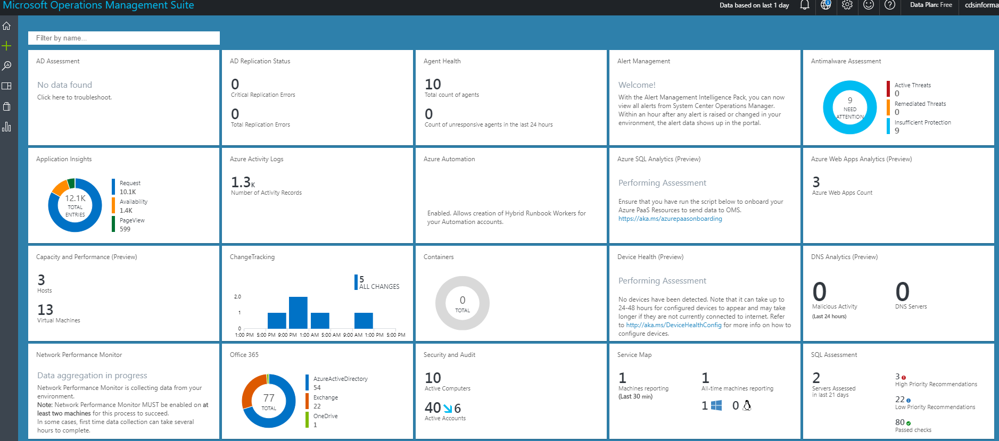 Microsoft Operations Management Suite
Data based on last 1 day
Data Plan: Free
cdsinforma
Filter by name...
AD Assessment
No data found
Click here to troubleshoot.
AD Replication Status
0
Critical Replication Errors
0
Total Replication Errors
Agent Health
10
Total count of agents
0
Count of unresponsive agents in the last 24 hours
Alert Management
Welcome!
With the Alert Management Intelligence Pack, you can now
view all alerts from System Center Operations Manager.
Within an hour after any alert is raised or changed in your
environment, the alert data shows up in the portal.
Antimalware Assessment
9
NEED
ATTENTION
Active Threats
0
Remediated Threats
0
Insufficient Protection
9
Application Insights
12.1K
TOTAL
ENTRIES
Request
10.1K
Availability
1.4K
PageView
599
Azure Activity Logs
1.3K
Number of Activity Records
Azure Automation
Enabled. Allows creation of Hybrid Runbook Workers for
your Automation accounts.
Azure SQL Analytics (Preview)
Performing Assessment
Ensure that you have run the script below to onboard your
Azure PaaS Resources to send data to OMS.
https://aka.ms/azurepaasonboarding
Azure Web Apps Analytics (Preview)
3
Azure Web Apps Count
Capacity and Performance (Preview)
3
Hosts
13
Virtual Machines
ChangeTracking
5
ALL CHANGES
2.0
1
0
1:00 PM 5:00 PM 9:00 PM 1:00 AM 5:00 AM 9:00 AM 1:00 PM 5:00 PM
Containers
0
TOTAL
Device Health (Preview)
Performing Assessment
No devices have been detected. Note that it can take up to
24-48 hours for configured devices to appear and may take
longer if they are not currently connected to internet. Refer
to http://aka.ms/DeviceHealthConfig for more info on how to
configure devices.
DNS Analytics (Preview)
0
Malicious Activity
(Last 24 hours)
0
DNS Servers
Network Performance Monitor
Data aggregation in progress
Network Performance Monitor is collecting data from your
environment.
Note: Network Performance Monitor MUST be enabled on at
least two machines for this process to succeed.
In some cases, first time data collection can take several
hours to complete.
Office 365
77
TOTAL
AzureActiveDirectory
54
Exchange
22
OneDrive
1
Security and Audit
10
Active Computers
40 6
Active Accounts
Service Map
1
Machines reporting
(Last 30 min)
1
All-time machines reporting
1 0
SQL Assessment
2
Servers Assessed
in last 21 days
3
High Priority Recommendations
22
Low Priority Recommendations
80
Passed checks